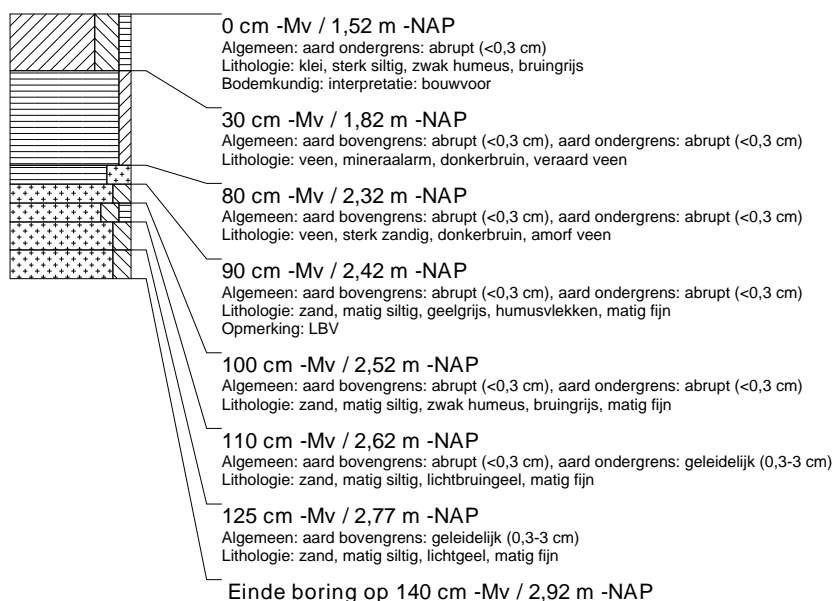 0 cm -Mv / 1,52 m -NAP
Algemeen: aard ondergrens: abrupt (<0,3 cm)
Lithologie: klei, sterk siltig, zwak humeus, bruingrijs
Bodemkundig: interpretatie: bouwvoor
30 cm -Mv / 1,82 m -NAP
Algemeen: aard bovengrens: abrupt (<0,3 cm), aard ondergrens: abrupt (<0,3 cm)
Lithologie: veen, mineraalarm, donkerbruin, veraard veen
80 cm -Mv / 2,32 m -NAP
Algemeen: aard bovengrens: abrupt (<0,3 cm), aard ondergrens: abrupt (<0,3 cm)
Lithologie: veen, sterk zandig, donkerbruin, amorf veen
90 cm -Mv / 2,42 m -NAP
Algemeen: aard bovengrens: abrupt (<0,3 cm), aard ondergrens: abrupt (<0,3 cm)
Lithologie: zand, matig siltig, geelgrijs, humusvlekken, matig fijn
Opmerking: LBV
100 cm -Mv / 2,52 m -NAP
Algemeen: aard bovengrens: abrupt (<0,3 cm), aard ondergrens: abrupt (<0,3 cm)
Lithologie: zand, matig siltig, zwak humeus, bruingrijs, matig fijn
110 cm -Mv / 2,62 m -NAP
Algemeen: aard bovengrens: abrupt (<0,3 cm), aard ondergrens: geleidelijk (0,3-3 cm)
Lithologie: zand, matig siltig, lichtbruingeel, matig fijn
125 cm -Mv / 2,77 m -NAP
Algemeen: aard bovengrens: geleidelijk (0,3-3 cm)
Lithologie: zand, matig siltig, lichtgeel, matig fijn
Einde boring op 140 cm -Mv / 2,92 m -NAP